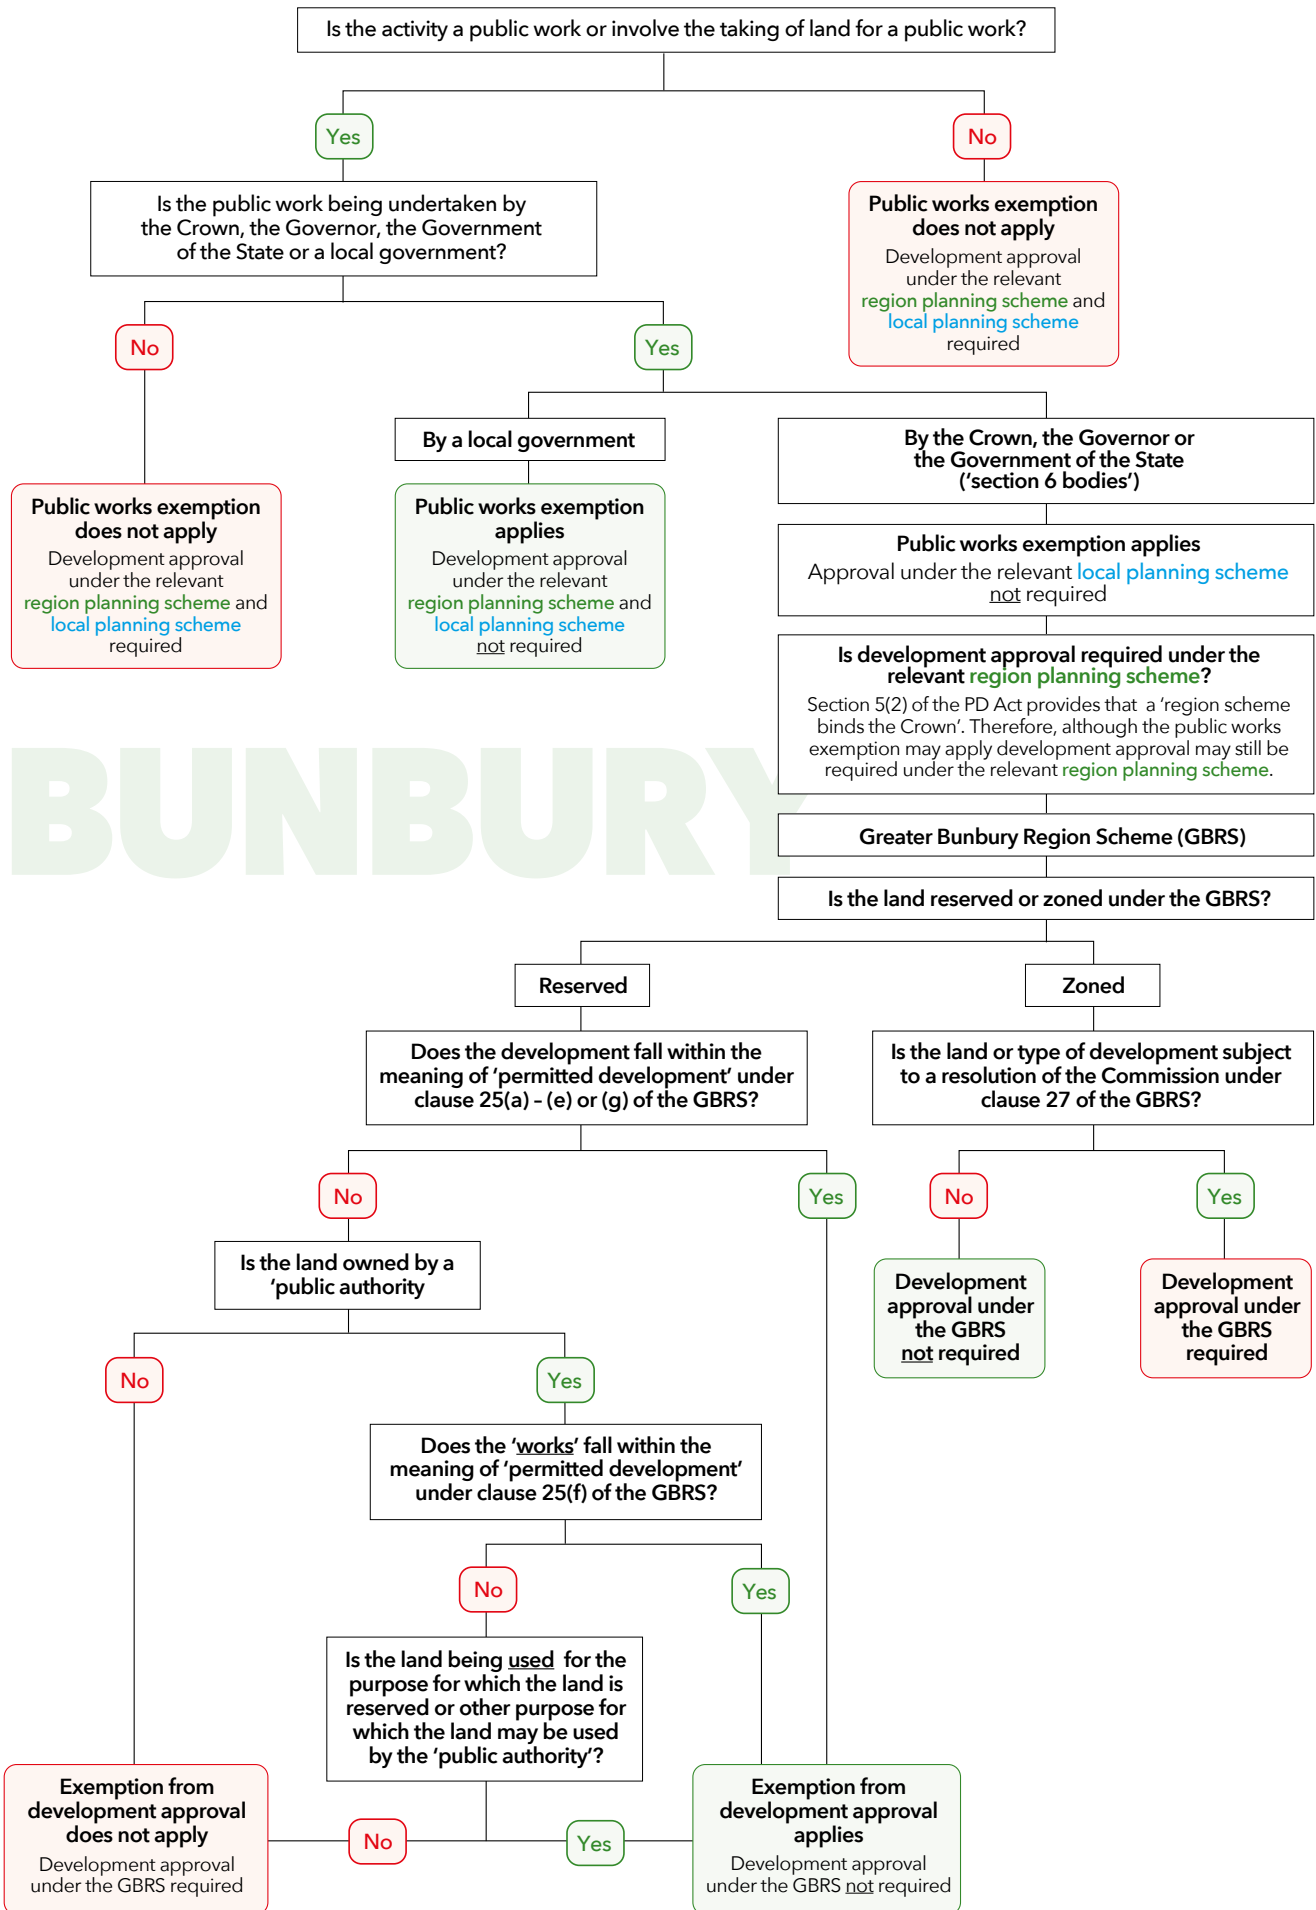 Is the activity a public work or involve the taking of land for a public work?
Yes
No
Is the public work being undertaken by
the Crown, the Governor, the Government
of the State or a local government?
Public works exemption
does not apply
Development approval
under the relevant
region planning scheme and
local planning scheme
required
No
Yes
By a local government
By the Crown, the Governor or
the Government of the State
(‘section 6 bodies’)
Public works exemption
does not apply
Development approval
under the relevant
region planning scheme and
local planning scheme
required
Public works exemption
applies
Development approval
under the relevant
region planning scheme and
local planning scheme
not required
Public works exemption applies
Approval under the relevant local planning scheme
not required
Is development approval required under the
relevant region planning scheme?
Section 5(2) of the PD Act provides that a ‘region scheme
binds the Crown’. Therefore, although the public works
exemption may apply development approval may still be
required under the relevant region planning scheme.
BUNBURY
Greater Bunbury Region Scheme (GBRS)
Is the land reserved or zoned under the GBRS?
Reserved
Zoned
Does the development fall within the
meaning of ‘permitted development’ under
clause 25(a) – (e) or (g) of the GBRS?
Is the land or type of development subject
to a resolution of the Commission under
clause 27 of the GBRS?
No
Yes
No
Yes
Is the land owned by a
‘public authority
Development
approval under
the GBRS
not required
Development
approval under
the GBRS
required
No
Yes
Does the ‘works’ fall within the
meaning of ‘permitted development’
under clause 25(f) of the GBRS?
No
Yes
Is the land being used for the
purpose for which the land is
reserved or other purpose for
which the land may be used
by the ‘public authority’?
Exemption from
development approval
does not apply
Development approval
under the GBRS required
No
Yes
Exemption from
development approval
applies
Development approval
under the GBRS not required